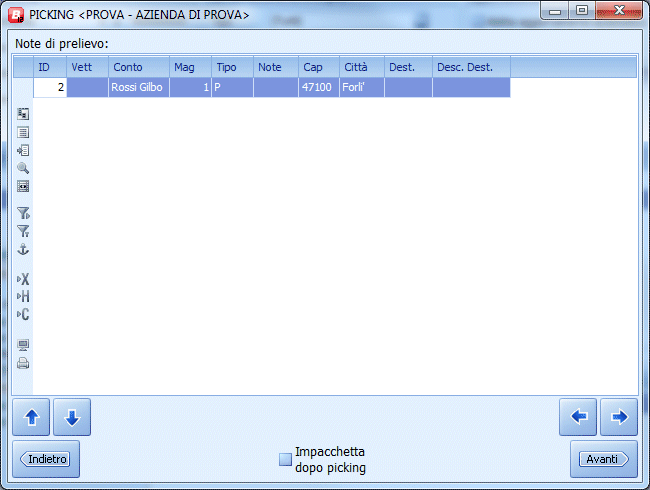 PICKING <PROVA - AZIENDA DI PROVA>
Note di prelievo:
ID Vett Conto Mag Tipo Note Cap Città Dest. Desc. Dest.
2 Rossi Gilbo 1 P 47100 Forli'
X
H
C
Indietro
Impacchetta
dopo picking
Avanti